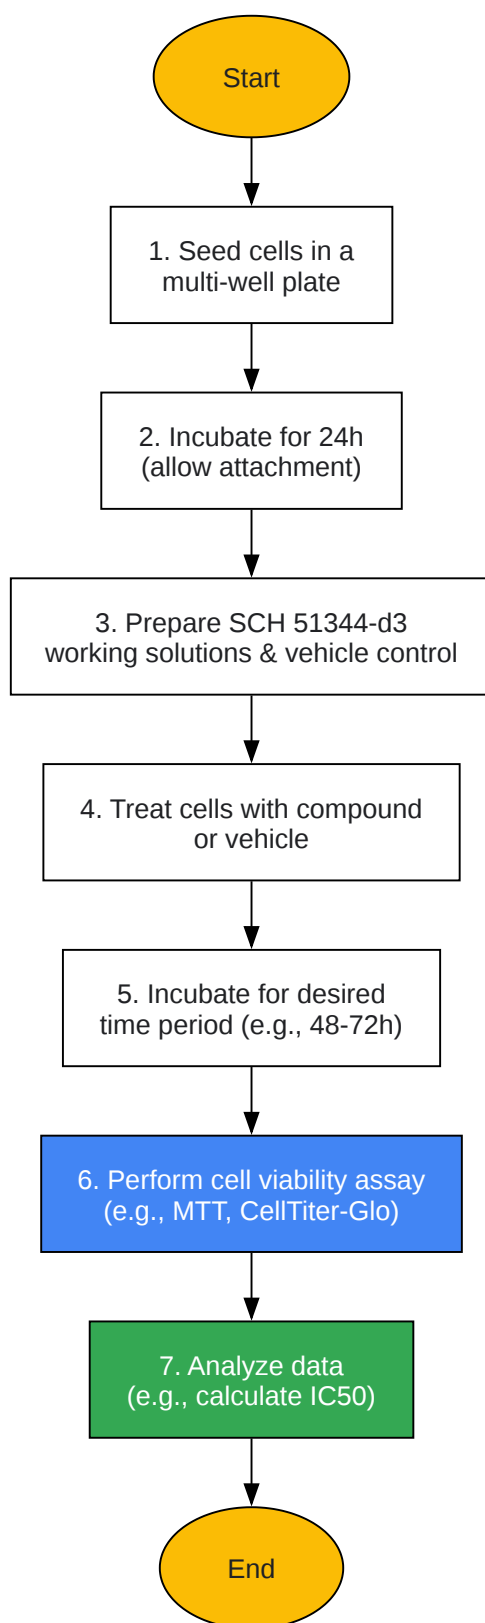 Start
1. Seed cells in a
multi-well plate
2. Incubate for 24h
(allow attachment)
3. Prepare SCH 51344-d3
working solutions & vehicle control
4. Treat cells with compound
or vehicle
5. Incubate for desired
time period (e.g., 48-72h)
6. Perform cell viability assay
(e.g., MTT, CellTiter-Glo)
7. Analyze data
(e.g., calculate IC50)
End